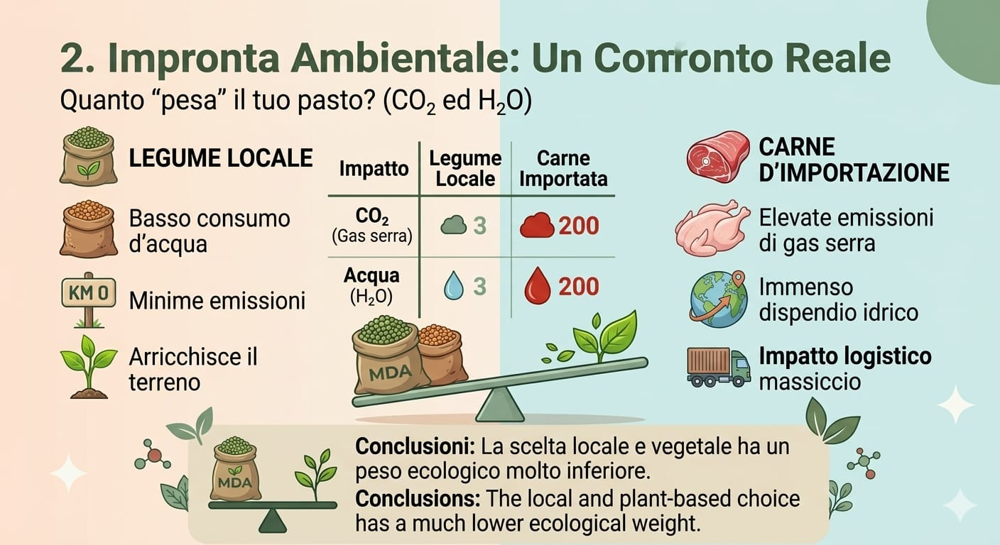 2. Impronta Ambientale: Un Comfronto Reale
Quanto “pesa” il tuo pasto? (CO₂ ed H₂O)
LEGUME LOCALE
Basso consumo
d’acqua
KM 0
Minime emissioni
Arricchisce il
terreno
Impatto
Legume
Locale
Carne
Importata
CO₂
(Gas serra)
3
200
Acqua
(H₂O)
3
200
MDA
CARNE
D’IMPORTAZIONE
Elevate emissioni
di gas serra
Immenso
dispendio idrico
Impatto logistico
massiccio
MDA
Conclusioni: La scelta locale e vegetale ha un
peso ecologico molto inferiore.
Conclusions: The local and plant-based choice
has a much lower ecological weight.